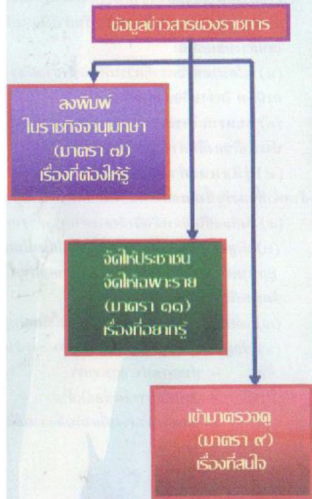 ข้อมูลข่าวสารของราชการ
ลงพิมพ์
ในราชกิจจานุเบกษา
(มาตรา ๗)
เรื่องที่ต้องให้รู้
จัดให้ประชาชน
จัดให้เฉพาะราย
(มาตรา ๑๑)
เรื่องที่อยากรู้
เข้ามาตรวจดู
(มาตรา ๙)
เรื่องที่สนใจ